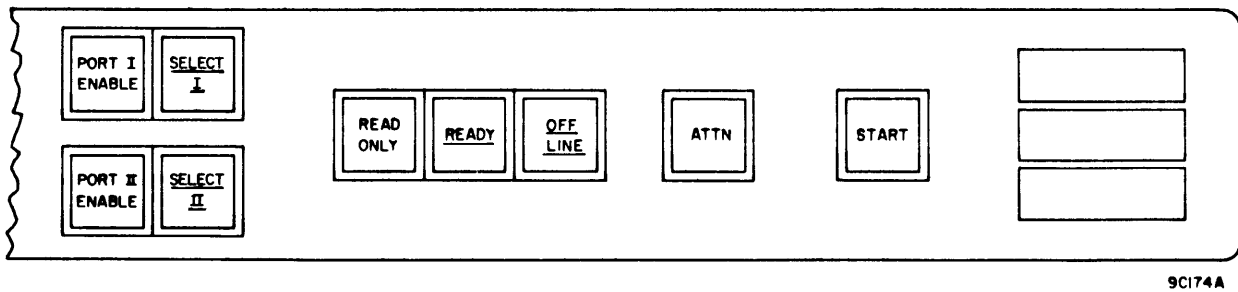 PORT I
ENABLE
SELECT
I
PORT II
ENABLE
SELECT
II
READ
ONLY
READY
OFF
LINE
ATTN
START
9C174A